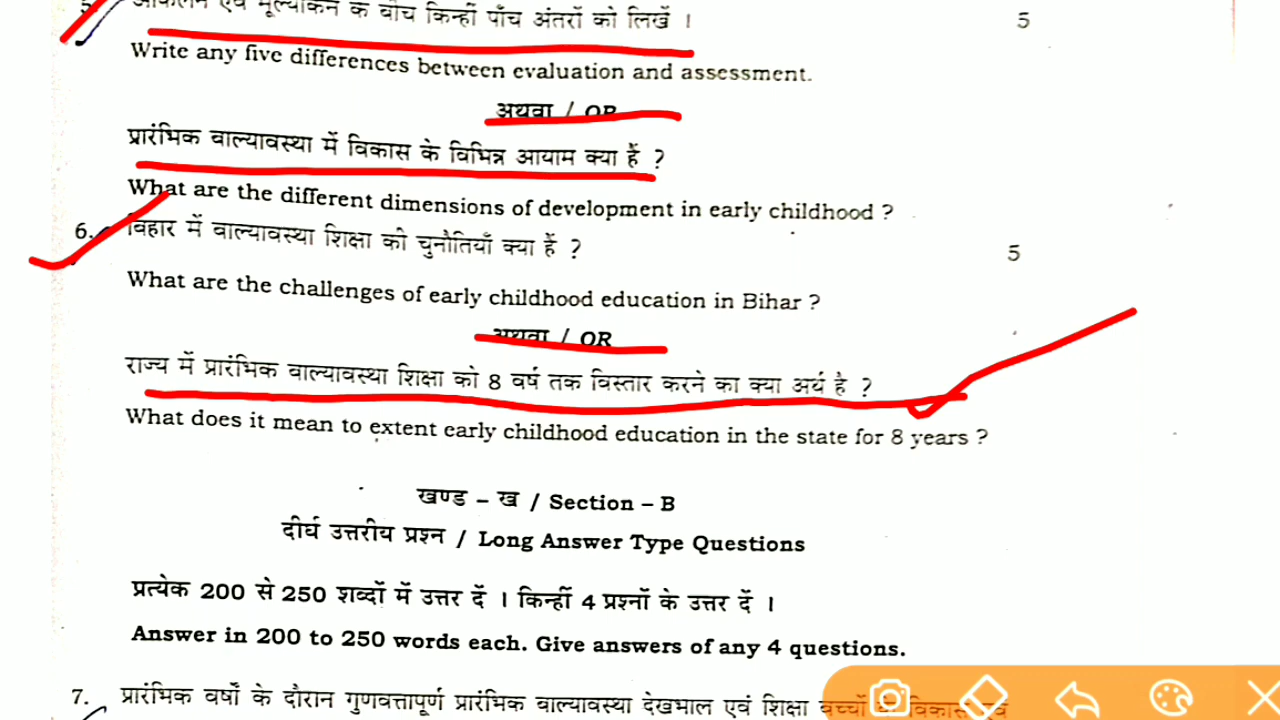 5. आकलन एवं मूल्यांकन के बीच किन्हीं पाँच अंतरों को लिखें । 5
Write any five differences between evaluation and assessment.
अथवा / OR
प्रारंभिक बाल्यावस्था में विकास के विभिन्न आयाम क्या हैं ?
What are the different dimensions of development in early childhood ?
6. बिहार में बाल्यावस्था शिक्षा की चुनौतियाँ क्या हैं ? 5
What are the challenges of early childhood education in Bihar ?
अथवा / OR
राज्य में प्रारंभिक बाल्यावस्था शिक्षा को 8 वर्ष तक विस्तार करने का क्या अर्थ है ?
What does it mean to extent early childhood education in the state for 8 years ?
खण्ड – ख / Section – B
दीर्घ उत्तरीय प्रश्न / Long Answer Type Questions
प्रत्येक 200 से 250 शब्दों में उत्तर दें । किन्हीं 4 प्रश्नों के उत्तर दें ।
Answer in 200 to 250 words each. Give answers of any 4 questions.
7. प्रारंभिक वर्षों के दौरान गुणवत्तापूर्ण प्रारंभिक बाल्यावस्था देखभाल एवं शिक्षा बच्चों के विकास एवं